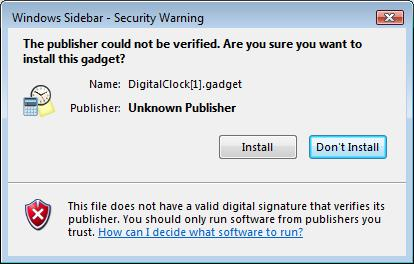 Windows Sidebar - Security Warning
The publisher could not be verified. Are you sure you want to
install this gadget?
Name: DigitalClock[1].gadget
Publisher: Unknown Publisher
Install Don't Install
This file does not have a valid digital signature that verifies its
publisher. You should only run software from publishers you
trust. How can I decide what software to run?